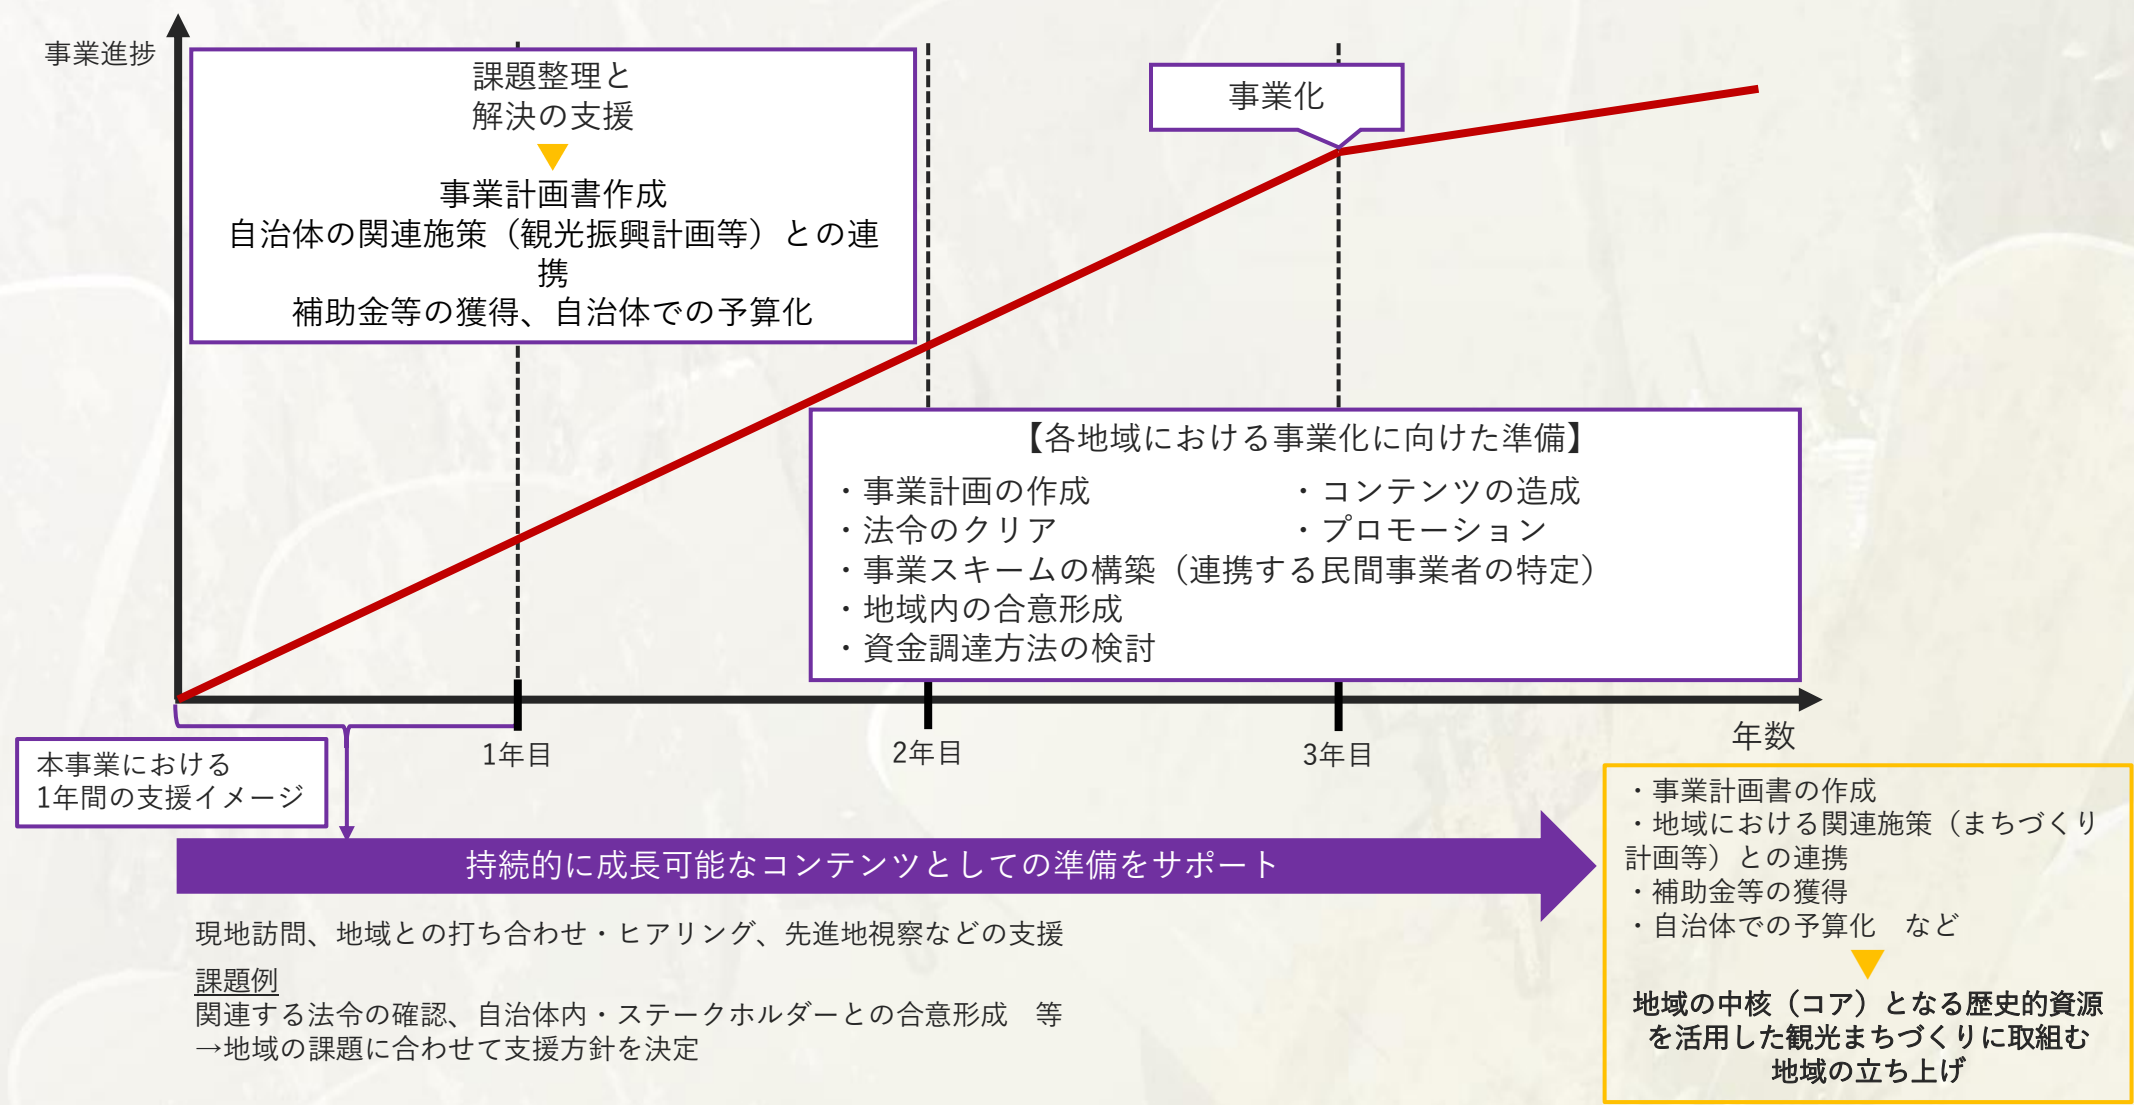 事業進捗
課題整理と
解決の支援
事業計画書作成
自治体の関連施策（観光振興計画等）との連
携
補助金等の獲得、自治体での予算化
事業化
【各地域における事業化に向けた準備】
・事業計画の作成
・コンテンツの造成
・法令のクリア
・プロモーション
・事業スキームの構築（連携する民間事業者の特定）
・地域内の合意形成
・資金調達方法の検討
年数
1年目
2年目
3年目
本事業における
1年間の支援イメージ
持続的に成長可能なコンテンツとしての準備をサポート
現地訪問、地域との打ち合わせ・ヒアリング、先進地視察などの支援
課題例
関連する法令の確認、自治体内・ステークホルダーとの合意形成　等
→地域の課題に合わせて支援方針を決定
・事業計画書の作成
・地域における関連施策（まちづくり
計画等）との連携
・補助金等の獲得
・自治体での予算化　など
地域の中核（コア）となる歴史的資源
を活用した観光まちづくりに取組む
地域の立ち上げ